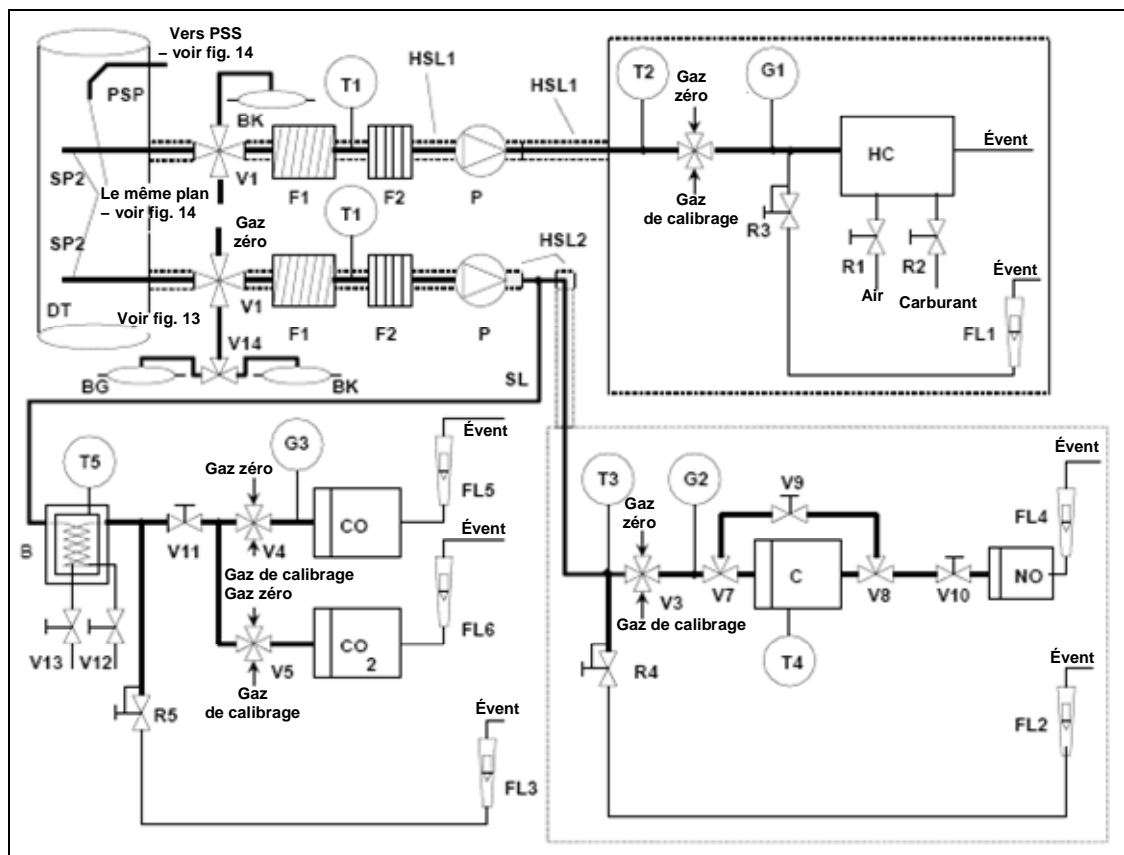 Vers PSS
– voir fig. 14
PSP
BK
T1
HSL1
HSL1
T2
Gaz
zéro
G1
HC
Évent
SP2
V1
F1
F2
P
Gaz
de calibrage
R3
R1
Air
R2
Carburant
Évent
FL1
Le même plan
– voir fig. 14
T1
SP2
Gaz
zéro
HSL2
DT
Voir fig. 13
V1
F1
F2
P
V14
BG
BK
SL
T5
B
V13
V12
V11
Gaz zéro
G3
V4
CO
Évent
FL5
Gaz de calibrage
Gaz zéro
V5
CO
2
Évent
FL6
Gaz
de calibrage
R5
Évent
FL3
T3
Gaz
zéro
G2
V9
Évent
FL4
V3
V7
C
V8
V10
NO
Gaz de calibrage
T4
R4
Évent
FL2